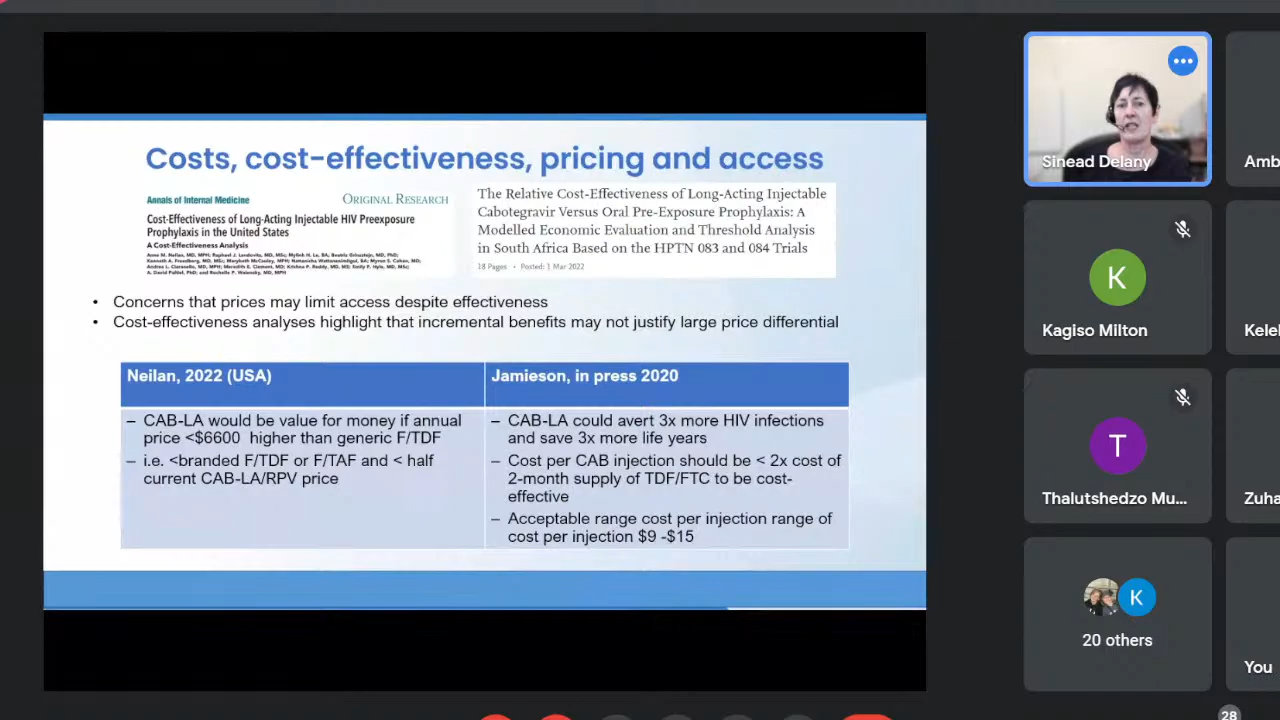 Costs, cost-effectiveness, pricing and access
Annals of Internal Medicine
ORIGINAL RESEARCH
Cost-Effectiveness of Long-Acting Injectable HIV Preexposure
Prophylaxis in the United States
A Cost-Effectiveness Analysis
The Relative Cost-Effectiveness of Long-Acting Injectable
Cabotegravir Versus Oral Pre-Exposure Prophylaxis: A
Modelled Economic Evaluation and Threshold Analysis
in South Africa Based on the HPTN 083 and 084 Trials
18 Pages • Posted: 1 Mar 2022
• Concerns that prices may limit access despite effectiveness
• Cost-effectiveness analyses highlight that incremental benefits may not justify large price differential
Neilan, 2022 (USA)
– CAB-LA would be value for money if annual
price <$6600 higher than generic F/TDF
– i.e. <branded F/TDF or F/TAF and < half
current CAB-LA/RPV price
Jamieson, in press 2020
– CAB-LA could avert 3x more HIV infections
and save 3x more life years
– Cost per CAB injection should be < 2x cost of
2-month supply of TDF/FTC to be cost-
effective
– Acceptable range cost per injection range of
cost per injection $9 -$15
Sinead Delany
Amb
K
Kagiso Milton
Kelel
T
Thalutshedzo Mu...
Zuha
K
20 others
You
28